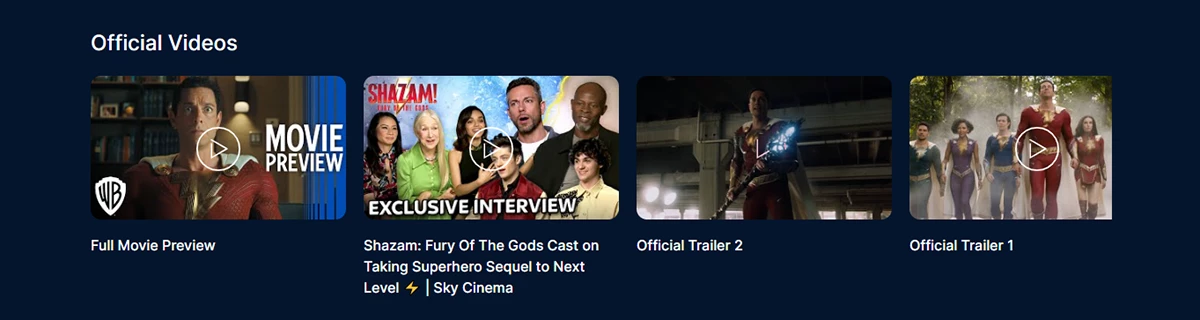 Official Videos
MOVIE
PREVIEW
WB
Full Movie Preview
SHAZAM!
FURY OF THE GODS
EXCLUSIVE INTERVIEW
Shazam: Fury Of The Gods Cast on
Taking Superhero Sequel to Next
Level ⚡ | Sky Cinema
Official Trailer 2
Official Trailer 1